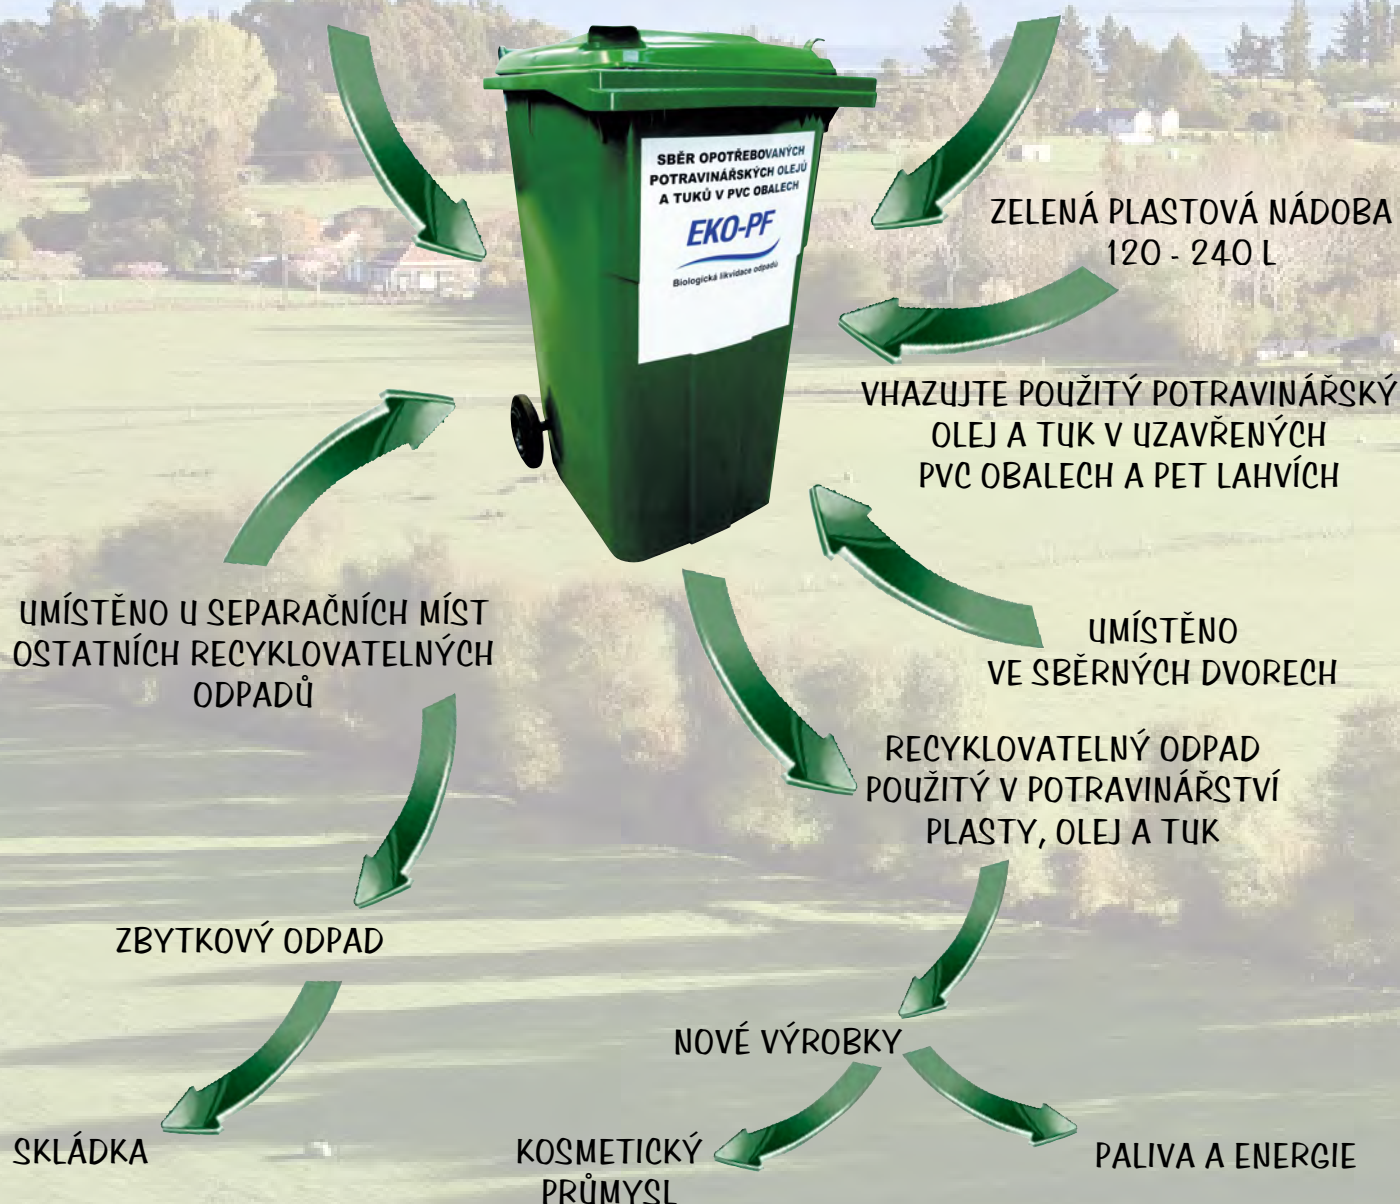 SBĚR OPOTŘEBOVANÝCH
POTRAVINÁŘSKÝCH OLEJŮ
A TUKŮ V PVC OBALECH
EKO-PF
Biologická likvidace odpadů
ZELENÁ PLASTOVÁ NÁDOBA
120 - 240 L
VHAZUJTE POUŽITÝ POTRAVINÁŘSKÝ
OLEJ A TUK V UZAVŘENÝCH
PVC OBALECH A PET LAHVÍCH
UMÍSTĚNO U SEPARAČNÍCH MÍST
OSTATNÍCH RECYKLOVATELNÝCH
ODPADŮ
UMÍSTĚNO
VE SBĚRNÝCH DVORECH
RECYKLOVATELNÝ ODPAD
POUŽITÝ V POTRAVINÁŘSTVÍ
PLASTY, OLEJ A TUK
ZBYTKOVÝ ODPAD
NOVÉ VÝROBKY
SKLÁDKA
KOSMETICKÝ
PRŮMYSL
PALIVA A ENERGIE